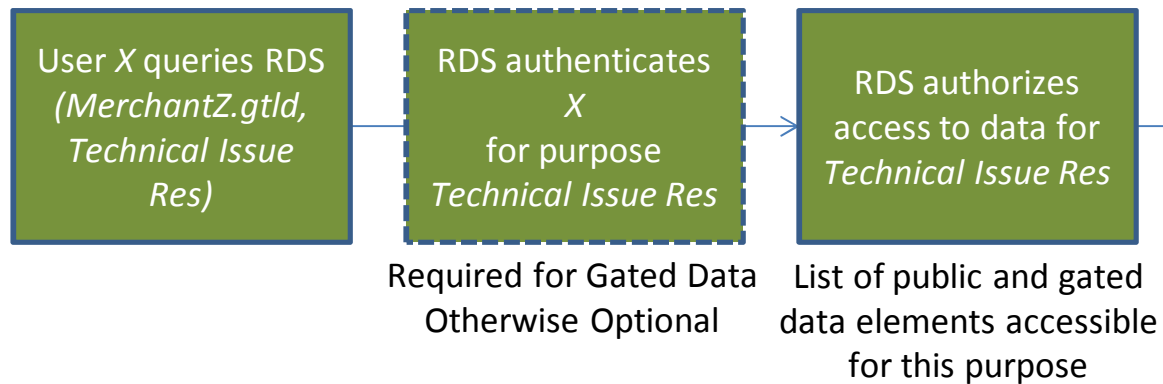 User X queries RDS
(MerchantZ.gtld,
Technical Issue
Res)
RDS authenticates
X
for purpose
Technical Issue Res
Required for Gated Data
Otherwise Optional
RDS authorizes
access to data for
Technical Issue Res
List of public and gated
data elements accessible
for this purpose